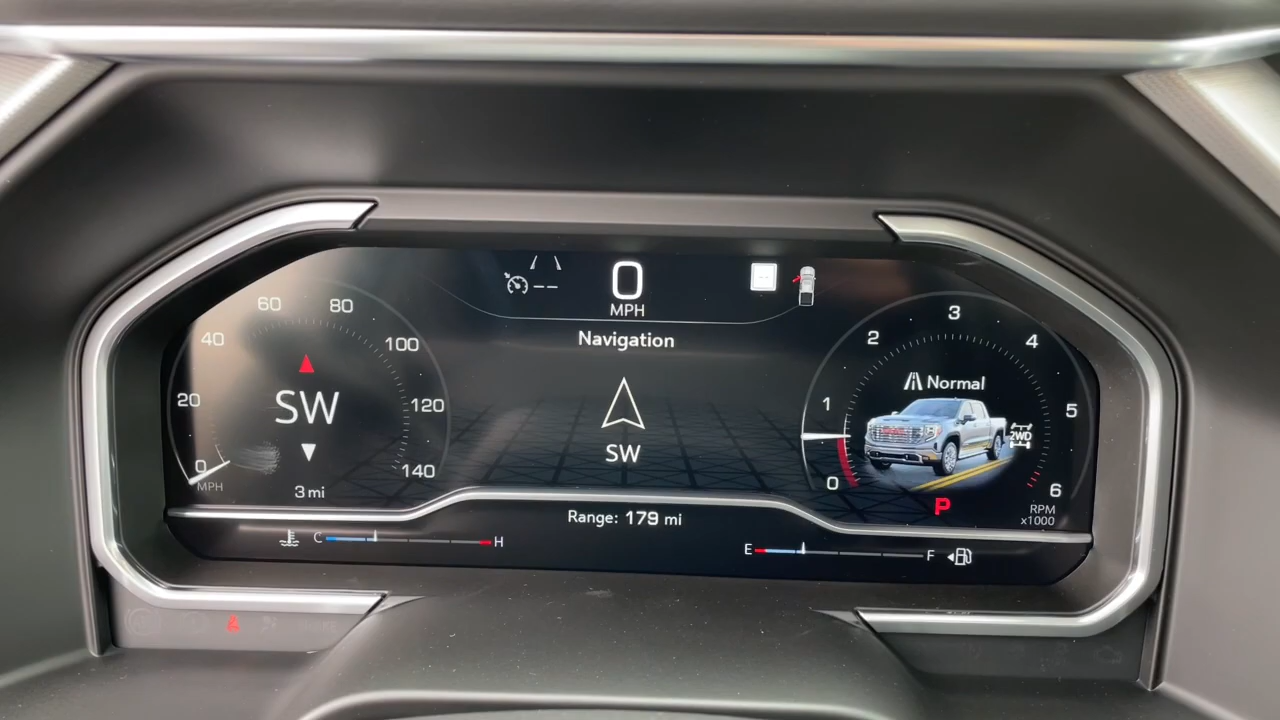 0
MPH
Navigation
SW
0
20
40
60
80
100
120
140
MPH
SW
3 mi
Range: 179 mi
C
H
E
F
0
1
2
3
4
5
6
Normal
2WD
P
RPM
x1000